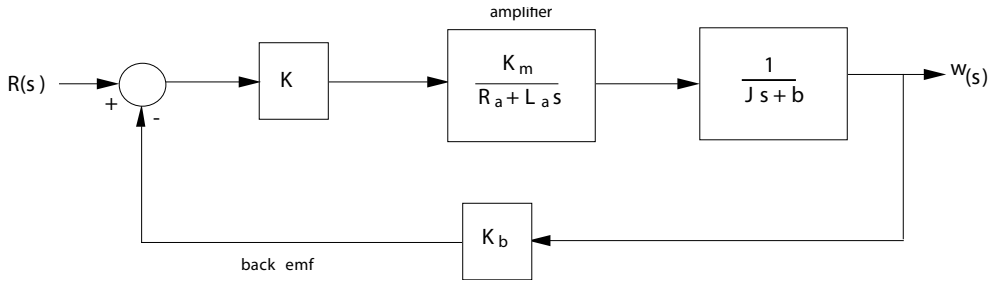 amplifier
R(s)
+
-
K
K m
R a + L a s
1
J s + b
w(s)
K b
back emf